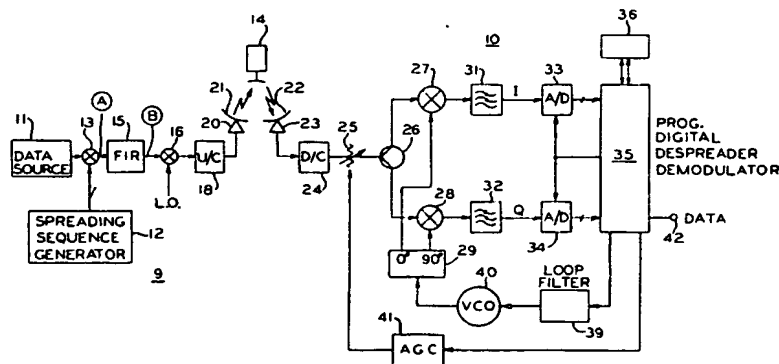 10
36
14
11
13
A
15
B
16
21
22
20
23
25
27
31
I
33
26
DATA SOURCE
FIR
U/C
D/C
A/D
35
PROG. DIGITAL DESPREADER DEMODULATOR
L.O.
18
24
28
32
Q
34
A/D
DATA
42
SPREADING SEQUENCE GENERATOR
12
9
0°
90°
29
40
VCO
LOOP FILTER
39
41
AGC